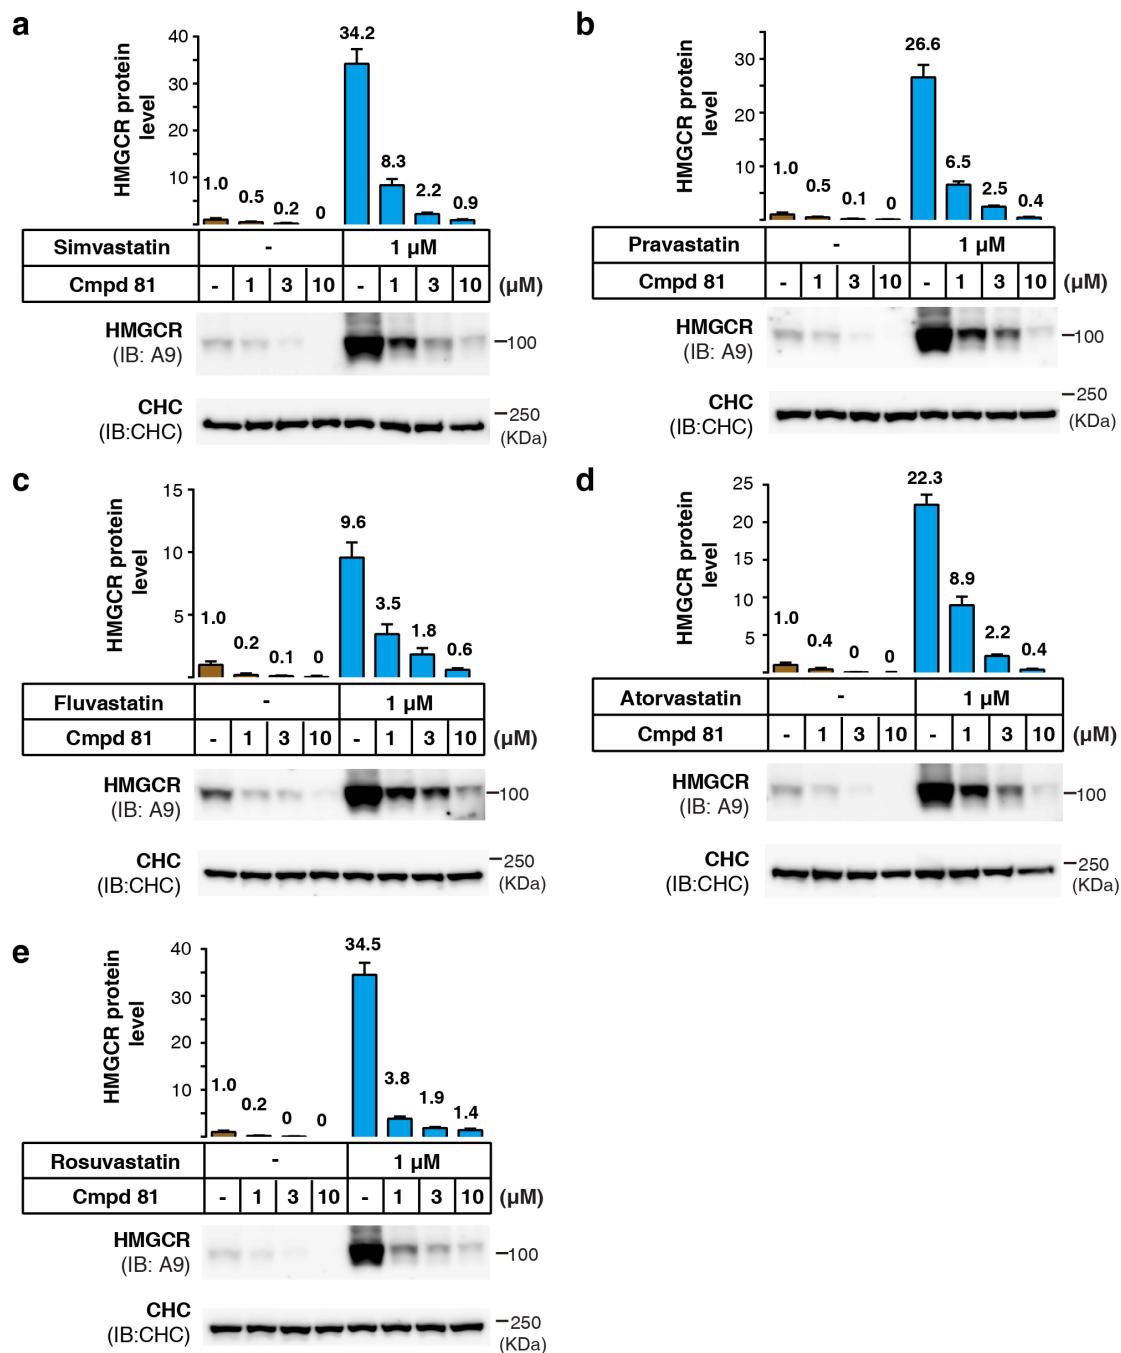 a
HMGCR protein
level
40
30
20
10
34.2
1.0
0.5
0.2
0
8.3
2.2
0.9
Simvastatin - 1 µM
Cmpd 81 - 1 3 10 - 1 3 10 (µM)
HMGCR
(IB: A9)
100
CHC
(IB:CHC)
250
(KDa)
b
HMGCR protein
level
30
20
10
26.6
1.0
0.5
0.1
0
6.5
2.5
0.4
Pravastatin - 1 µM
Cmpd 81 - 1 3 10 - 1 3 10 (µM)
HMGCR
(IB: A9)
100
CHC
(IB:CHC)
250
(KDa)
c
HMGCR protein
level
15
10
5
9.6
1.0
0.2
0.1
0
3.5
1.8
0.6
Fluvastatin - 1 µM
Cmpd 81 - 1 3 10 - 1 3 10 (µM)
HMGCR
(IB: A9)
100
CHC
(IB:CHC)
250
(KDa)
d
HMGCR protein
level
25
20
15
10
5
22.3
1.0
0.4
0
0
8.9
2.2
0.4
Atorvastatin - 1 µM
Cmpd 81 - 1 3 10 - 1 3 10 (µM)
HMGCR
(IB: A9)
100
CHC
(IB:CHC)
250
(KDa)
e
HMGCR protein
level
40
30
20
10
34.5
1.0
0.2
0
0
3.8
1.9
1.4
Rosuvastatin - 1 µM
Cmpd 81 - 1 3 10 - 1 3 10 (µM)
HMGCR
(IB: A9)
100
CHC
(IB:CHC)
250
(KDa)